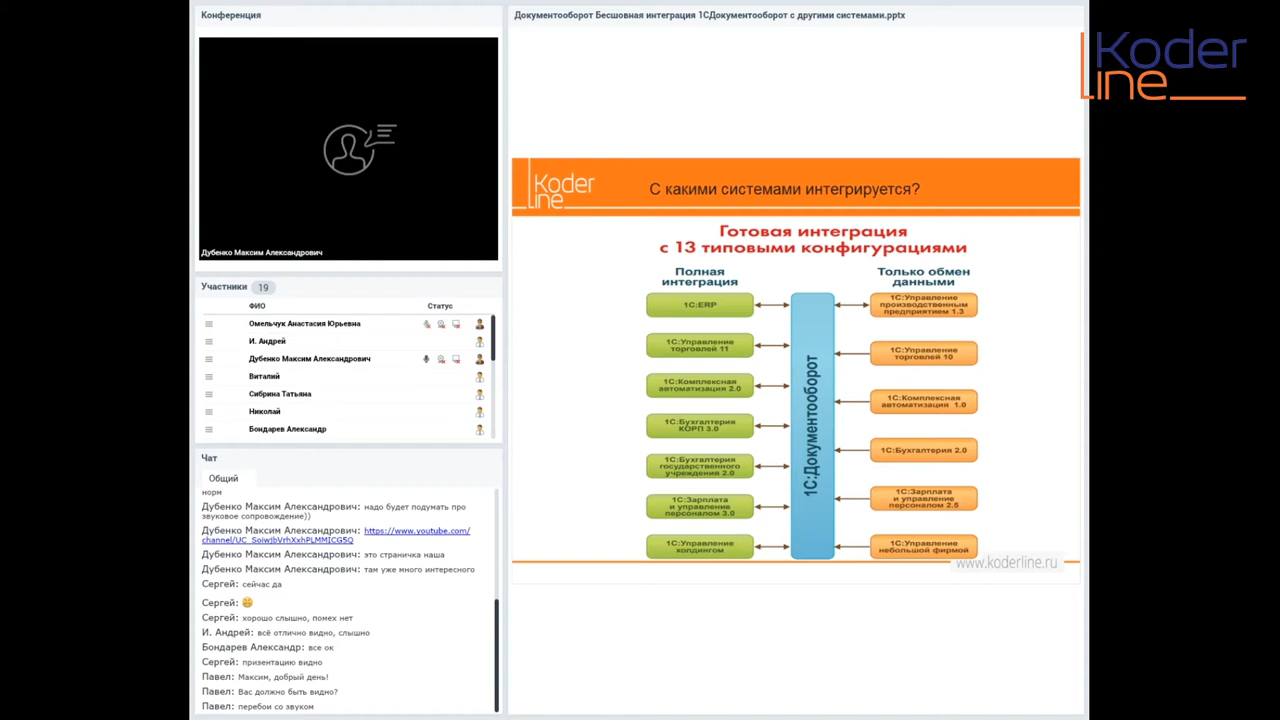 Конференция
Дубенко Максим Александрович
Участники 19
ФИО Статус
Омельчук Анастасия Юрьевна
И. Андрей
Дубенко Максим Александрович
Виталий
Сибрина Татьяна
Николай
Бондарев Александр
Чат
Общий
норм
Дубенко Максим Александрович: надо будет подумать про
звуковое сопровождение))
Дубенко Максим Александрович: https://www.youtube.com/
Дубенко Максим Александрович: это страничка наша
Дубенко Максим Александрович: там уже много интересного
Сергей: сейчас да
Сергей:
Сергей: хорошо слышно, помех нет
И. Андрей: всё отлично видно, слышно
Бондарев Александр: все ок
Сергей: призентацию видно
Павел: Максим, добрый день!
Павел: Вас должно быть видно?
Павел: перебои со звуком
Документооборот Бесшовная интеграция 1СДокументооборот с другими системами.pptx
Koder
line
Koder
line
С какими системами интегрируется?
Готовая интеграция
с 13 типовыми конфигурациями
Полная
интеграция
1С:ERP
1С:Управление
торговлей 11
1С:Комплексная
автоматизация 2.0
1С:Бухгалтерия
КОРП 3.0
1С:Бухгалтерия
государственного
учреждения 2.0
1С:Зарплата
и управление
персоналом 3.0
1С:Управление
холдингом
1С:Документооборот
Только обмен
данными
1С:Управление
производственным
предприятием 1.3
1С:Управление
торговлей 10
1С:Комплексная
автоматизация 1.0
1С:Бухгалтерия 2.0
1С:Зарплата
и управление
персоналом 2.5
1С:Управление
небольшой фирмой
www.koderline.ru